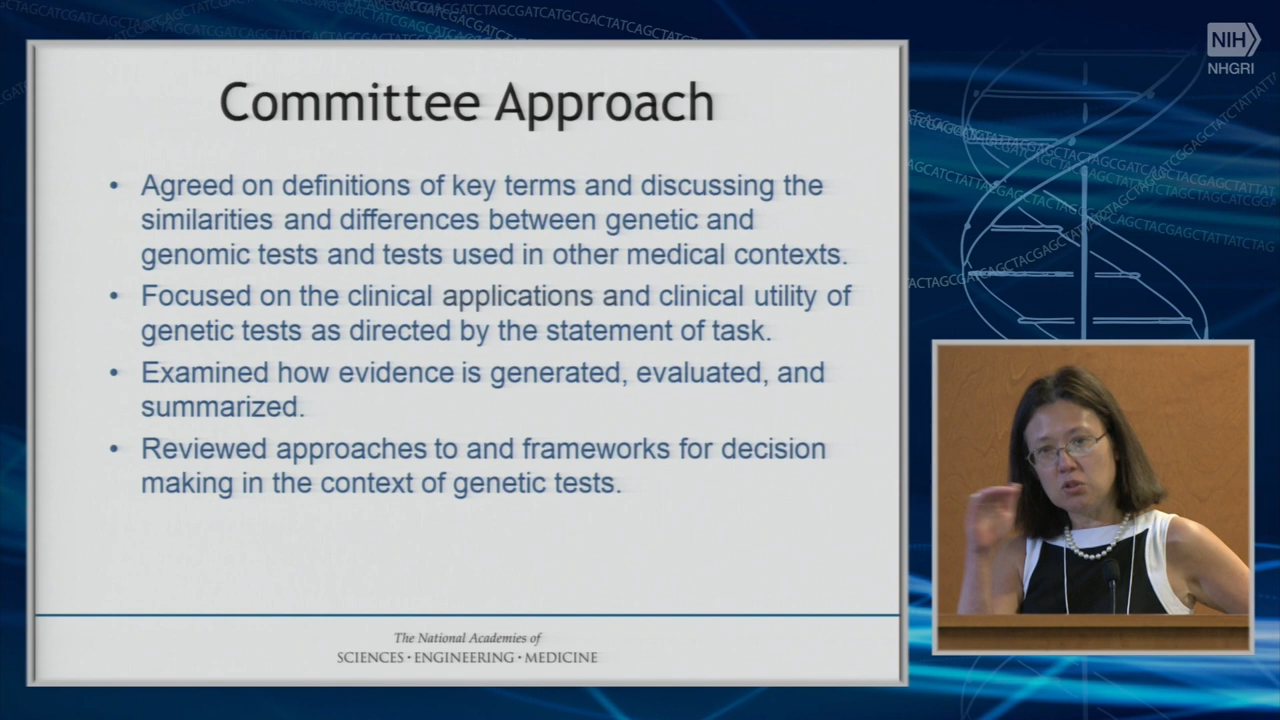 NIH
NHGRI
Committee Approach
• Agreed on definitions of key terms and discussing the
similarities and differences between genetic and
genomic tests and tests used in other medical contexts.
• Focused on the clinical applications and clinical utility of
genetic tests as directed by the statement of task.
• Examined how evidence is generated, evaluated, and
summarized.
• Reviewed approaches to and frameworks for decision
making in the context of genetic tests.
The National Academies of
SCIENCES • ENGINEERING • MEDICINE